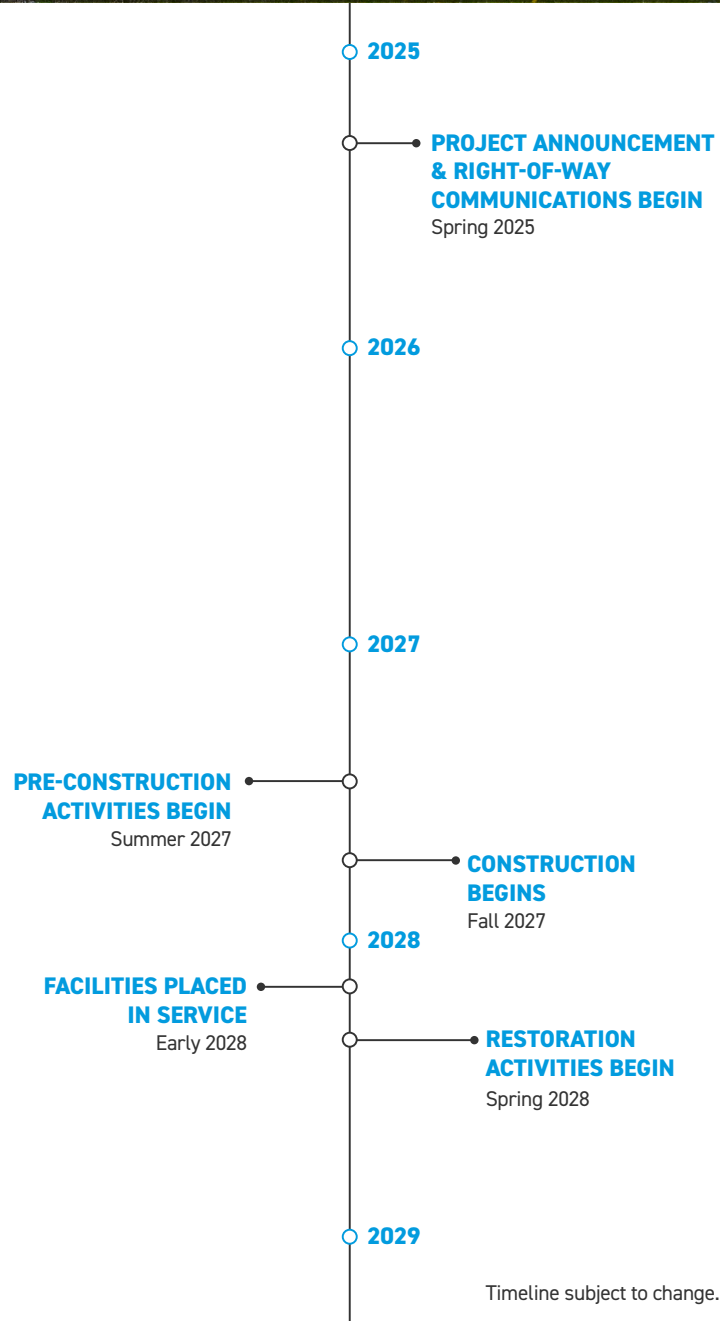 2025
PROJECT ANNOUNCEMENT
& RIGHT-OF-WAY
COMMUNICATIONS BEGIN
Spring 2025
2026
2027
PRE-CONSTRUCTION
ACTIVITIES BEGIN
Summer 2027
CONSTRUCTION
BEGINS
Fall 2027
2028
FACILITIES PLACED
IN SERVICE
Early 2028
RESTORATION
ACTIVITIES BEGIN
Spring 2028
2029
Timeline subject to change.